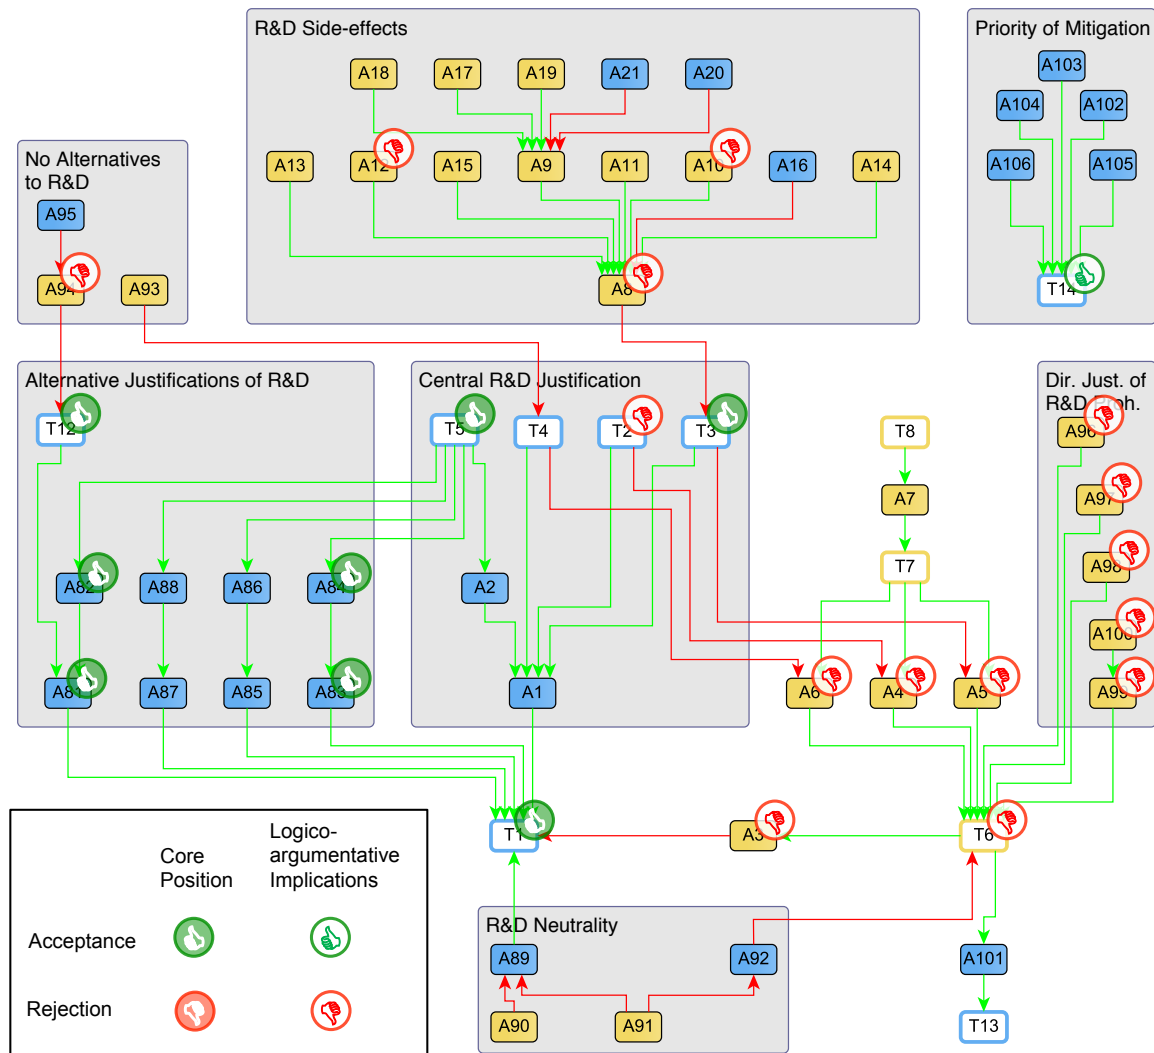 R&D Side-effects
Priority of Mitigation
A18
A17
A19
A21
A20
A103
A104
A102
A13
A12
A15
A9
A11
A10
A16
A14
A106
A105
No Alternatives
to R&D
A95
A94
A93
A8
T14
Alternative Justifications of R&D
Central R&D Justification
Dir. Just. of
R&D Proh.
T12
T5
T4
T2
T3
T8
A96
A7
A97
T7
A98
A82
A88
A86
A84
A2
A100
A81
A87
A85
A83
A1
A6
A4
A5
A99
T1
A3
T6
Core
Position
Logico-
argumentative
Implications
Acceptance
Rejection
R&D Neutrality
A89
A92
A101
A90
A91
T13